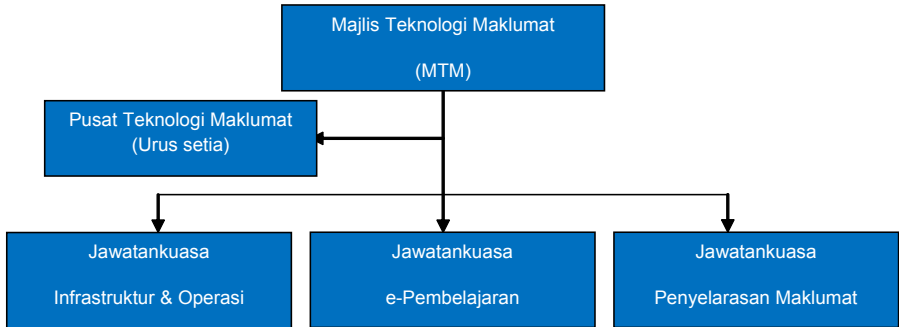 Majlis Teknologi Maklumat
(MTM)
Pusat Teknologi Maklumat
(Urus setia)
Jawatankuasa
Infrastruktur & Operasi
Jawatankuasa
e-Pembelajaran
Jawatankuasa
Penyelarasan Maklumat